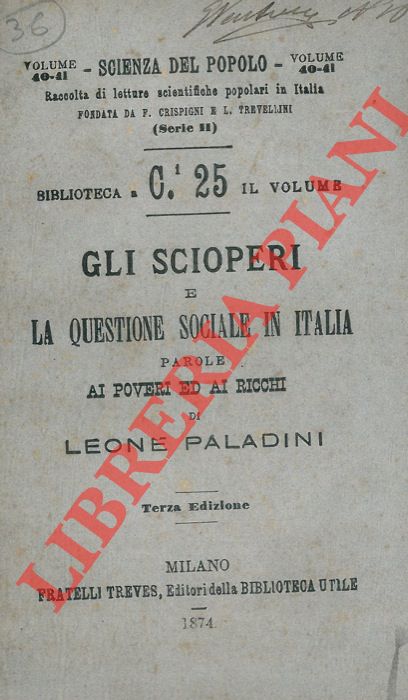 36
VOLUME 40-41 – SCIENZA DEL POPOLO – VOLUME 40-41
Raccolta di letture scientifiche popolari in Italia
FONDATA DA F. CRISPIGNI E L. TREVELLINI
(Serie II)
BIBLIOTECA a C.i 25 IL VOLUME
GLI SCIOPERI
E
LA QUESTIONE SOCIALE IN ITALIA
PAROLE
AI POVERI ED AI RICCHI
DI
LEONE PALADINI
Terza Edizione
MILANO
FRATELLI TREVES, Editori della BIBLIOTECA UTILE
1874
LIBRERIA PIANI